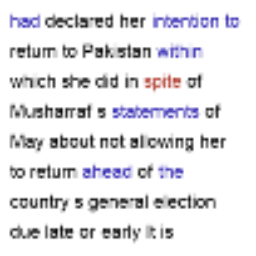 had declared her intention to
return to Pakistan within
which she did in spite of
Musharraf s statements of
May about not allowing her
to return ahead of the
country s general election
due late or early It is